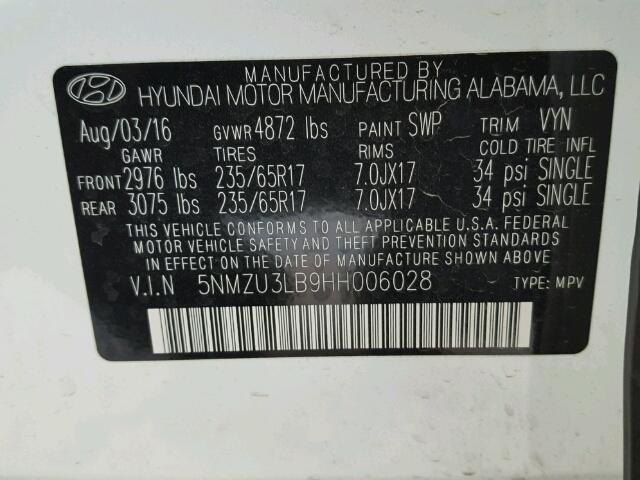 MANUFACTURED BY
HYUNDAI MOTOR MANUFACTURING ALABAMA, LLC
Aug/03/16 GVWR 4872 lbs PAINT SWP TRIM VYN
GAWR TIRES RIMS COLD TIRE INFL
FRONT 2976 lbs 235/65R17 7.0JX17 34 psi SINGLE
REAR 3075 lbs 235/65R17 7.0JX17 34 psi SINGLE
THIS VEHICLE CONFORMS TO ALL APPLICABLE U.S.A. FEDERAL
MOTOR VEHICLE SAFETY AND THEFT PREVENTION STANDARDS
IN EFFECT ON THE DATE OF MANUFACTURE SHOWN ABOVE.
V.I.N 5NMZU3LB9HH006028 TYPE: MPV